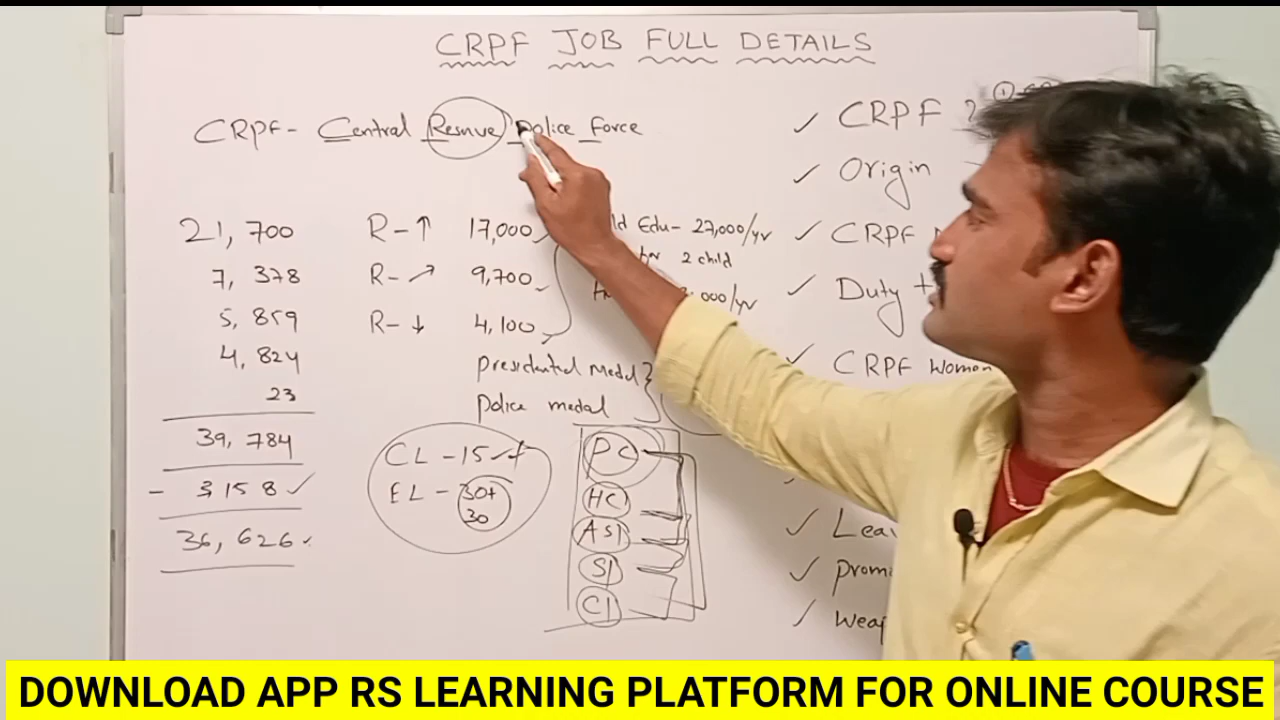 CRPF JOB FULL DETAILS
CRPF - Central Resrve Police Force
21,700
7,378
5,859
4,824
23
39,784
- 3158 ✓
36,626 ✓
R-↑ 17,000
R-↗ 9,700
R-↓ 4,100
Edu- 27,000/yr
2 child
000/yr
presidential medal
police medal
CL -15
EL - 30+
30
PC
HC
ASI
SI
CI
✓ CRPF ?
✓ Origin
✓ CRPF
✓ Duty
✓ CRPF Women
✓ Lea
✓ prom
✓ weap
DOWNLOAD APP RS LEARNING PLATFORM FOR ONLINE COURSE